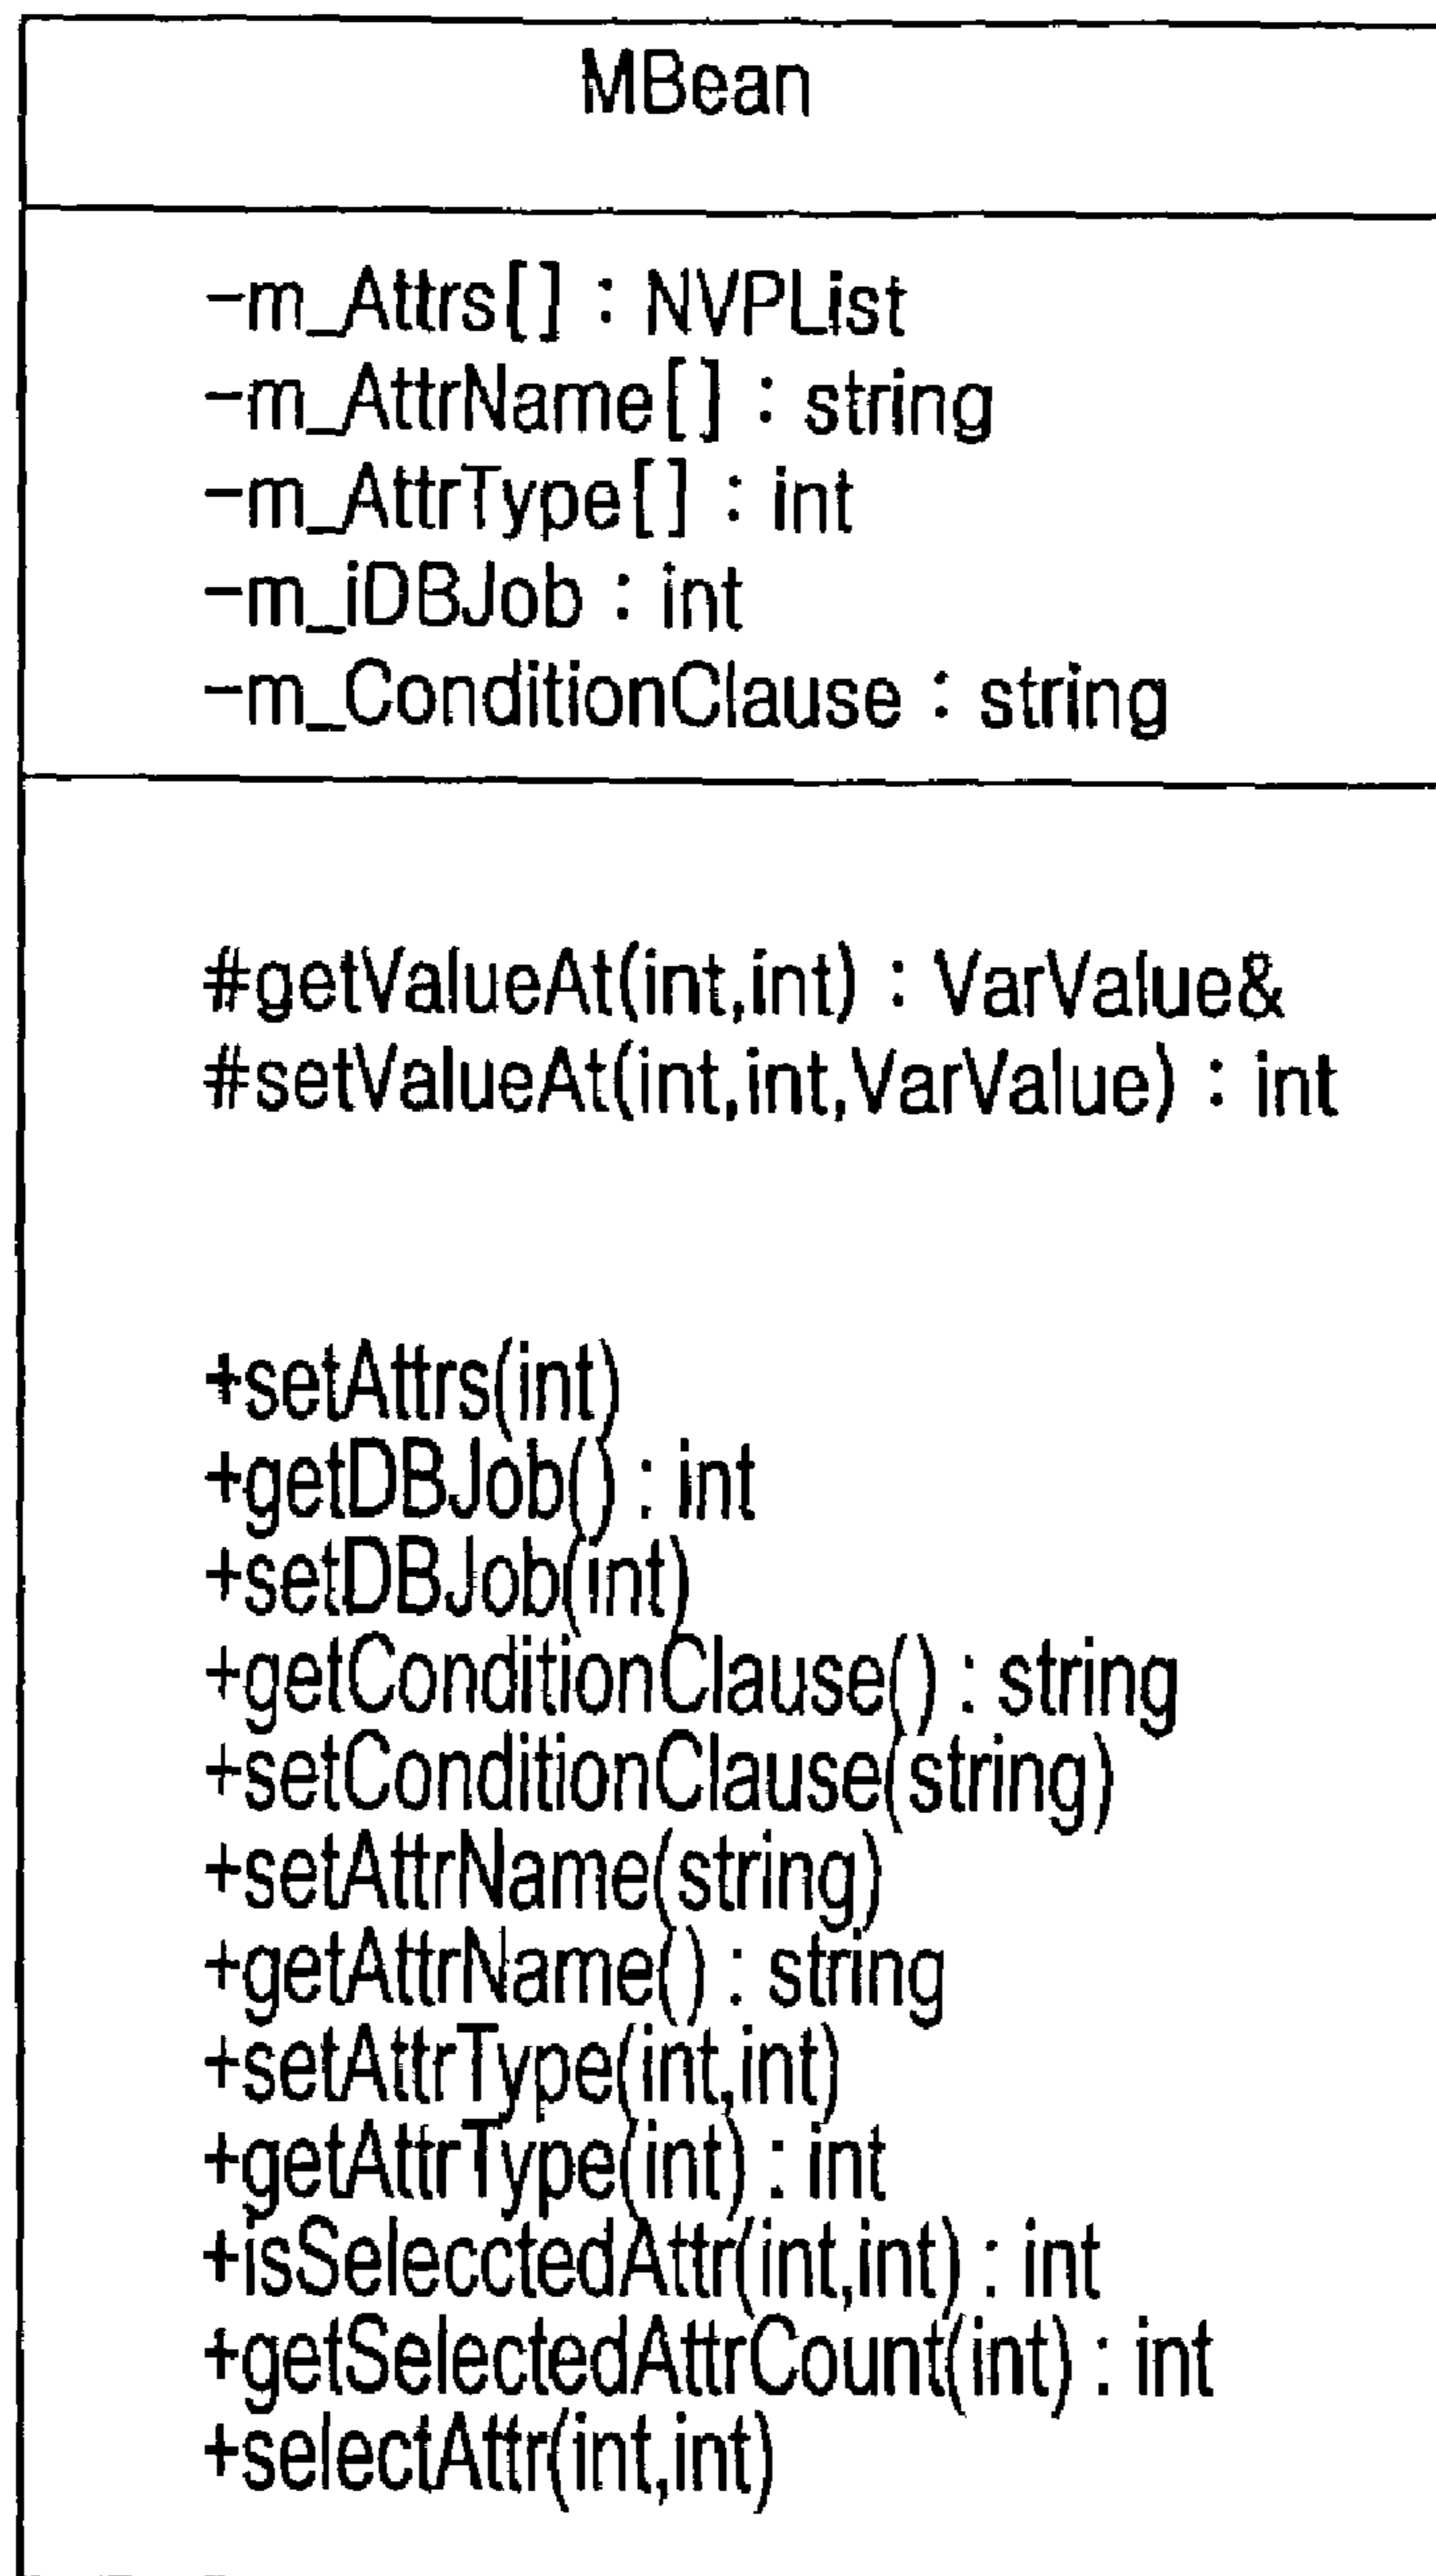 MBean
-m_Attrs[] : NVPList
-m_AttrName[] : string
-m_AttrType[] : int
-m_iDBJob : int
-m_ConditionClause : string
#getValueAt(int,int) : VarValue&
#setValueAt(int,int,VarValue) : int
+setAttrs(int)
+getDBJob() : int
+setDBJob(int)
+getConditionClause() : string
+setConditionClause(string)
+setAttrName(string)
+getAttrName() : string
+setAttrType(int,int)
+getAttrType(int) : int
+isSelecctedAttr(int,int) : int
+getSelectedAttrCount(int) : int
+selectAttr(int,int)